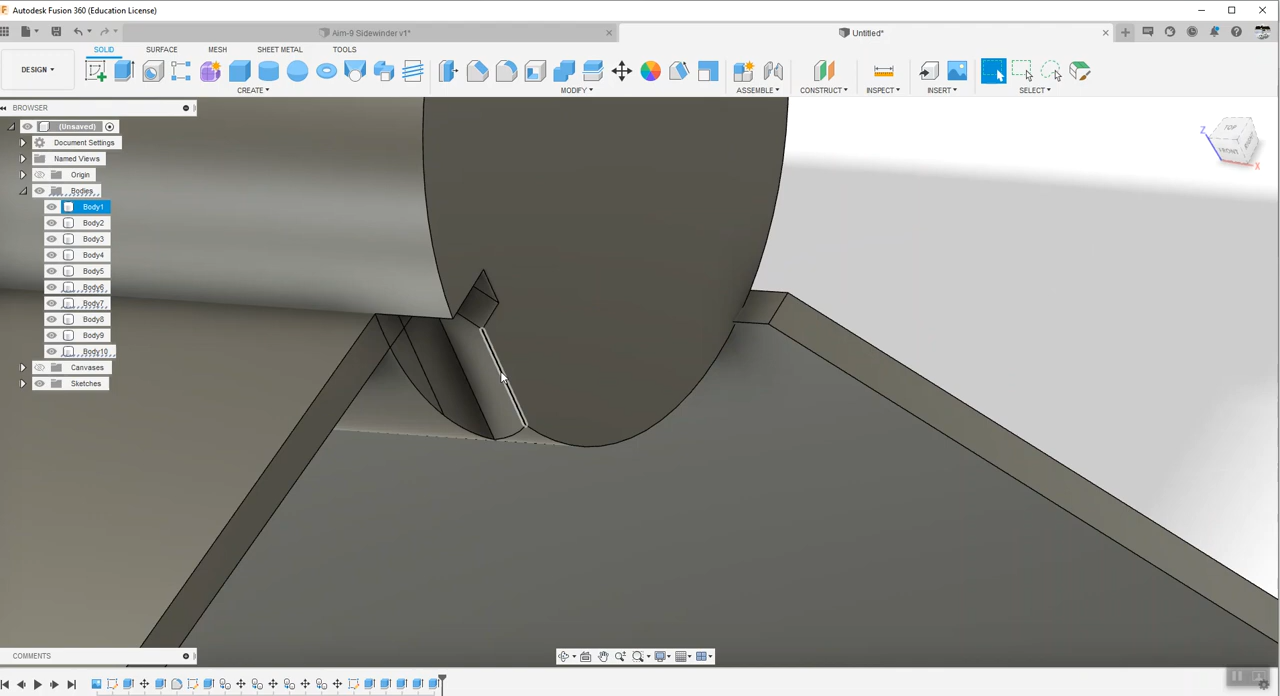 Autodesk Fusion 360 (Education License)
Aim-9 Sidewinder v1*
Untitled*
SOLID SURFACE MESH SHEET METAL TOOLS
DESIGN
CREATE MODIFY ASSEMBLE CONSTRUCT INSPECT INSERT SELECT
BROWSER
(Unsaved)
Document Settings
Named Views
Origin
Bodies
Body1
Body2
Body3
Body4
Body5
Body6
Body7
Body8
Body9
Body10
Canvases
Sketches
TOP
FRONT
Z
X
COMMENTS